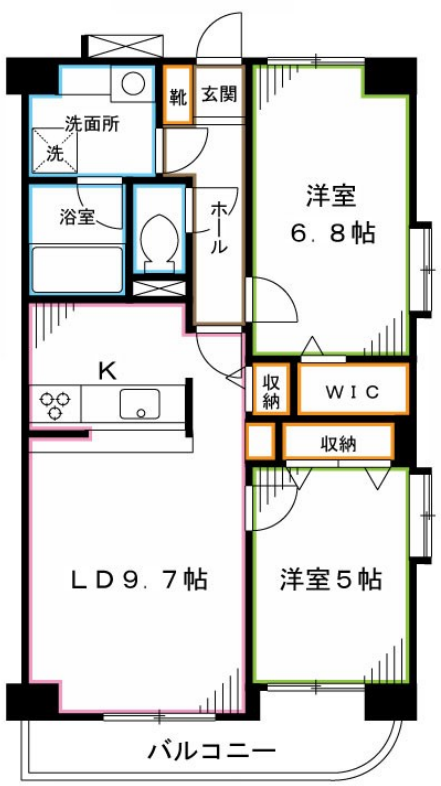 靴
玄関
洗面所
洗
浴室
ホール
洋室
6.8帖
K
収納
WIC
収納
LD9.7帖
洋室5帖
バルコニー